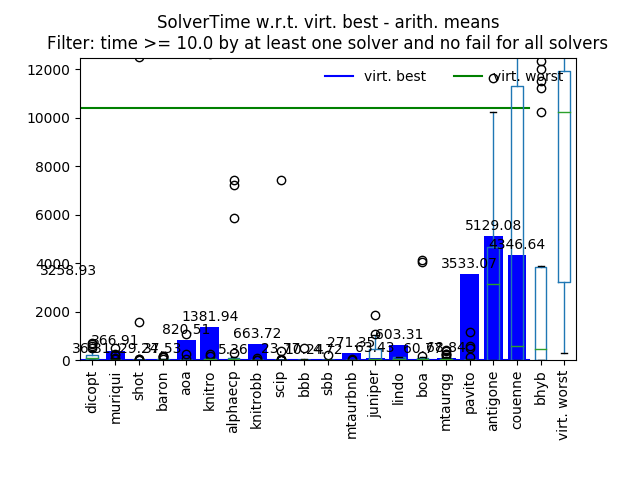 SolverTime w.r.t. virt. best - arith. means
Filter: time >= 10.0 by at least one solver and no fail for all solvers
virt. best
virt. worst
12000
10000
8000
6000
4000
2000
0
3258.93
366.91
820.51
1381.94
663.72
271.35
603.31
3533.07
5129.08
4346.64
dicopt
muriqui
shot
baron
aoa
knitro
alphaecp
knitrobb
scip
bbb
sbb
mtaurbnb
juniper
lindo
boa
mtaurqg
pavito
antigone
couenne
bhyb
virt. worst